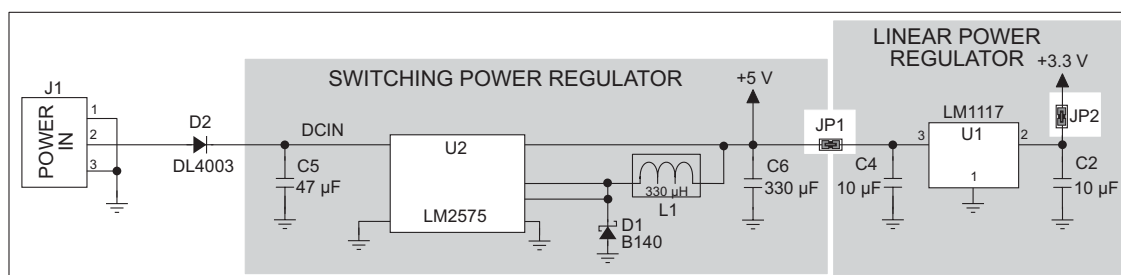 LINEAR POWER
REGULATOR
SWITCHING POWER REGULATOR
+5 V
+3.3 V
J1
POWER
IN
1
2
3
D2
DL4003
DCIN
C5
47 µF
U2
LM2575
330 µH
L1
D1
B140
C6
330 µF
JP1
C4
10 µF
LM1117
3
U1
2
1
JP2
C2
10 µF